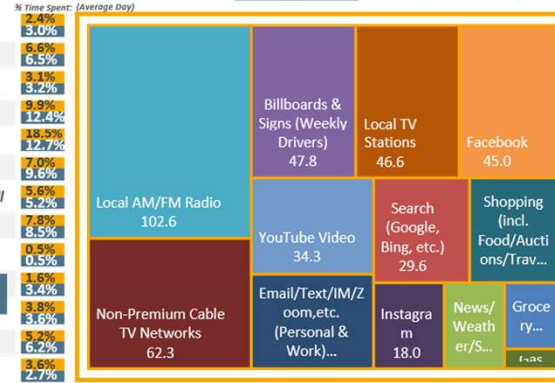 % Time Spent: (Average Day)
2.4%
3.0%
6.6%
6.5%
3.1%
3.2%
9.9%
12.4%
18.5%
12.7%
7.0%
9.6%
5.6%
5.2%
7.8%
8.5%
0.5%
0.5%
1.6%
3.4%
3.8%
3.6%
5.2%
6.2%
3.6%
2.7%
Local AM/FM Radio
102.6
Non-Premium Cable
TV Networks
62.3
Billboards &
Signs (Weekly
Drivers)
47.8
Local TV
Stations
46.6
Facebook
45.0
YouTube Video
34.3
Search
(Google,
Bing, etc.)
29.6
Shopping
(incl.
Food/Aucti
ons/Trav...
Email/Text/IM/Z
oom,etc.
(Personal &
Work)...
Instagra
m
18.0
News/
Weath
er/S...
Groce
ry...
Gas